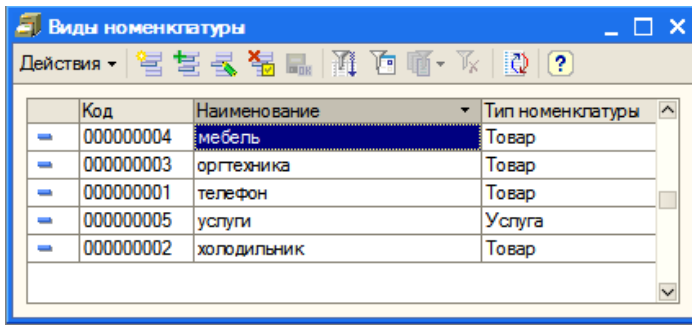 Виды номенклатуры
Действия
Код Наименование Тип номенклатуры
000000004 мебель Товар
000000003 оргтехника Товар
000000001 телефон Товар
000000005 услуги Услуга
000000002 холодильник Товар